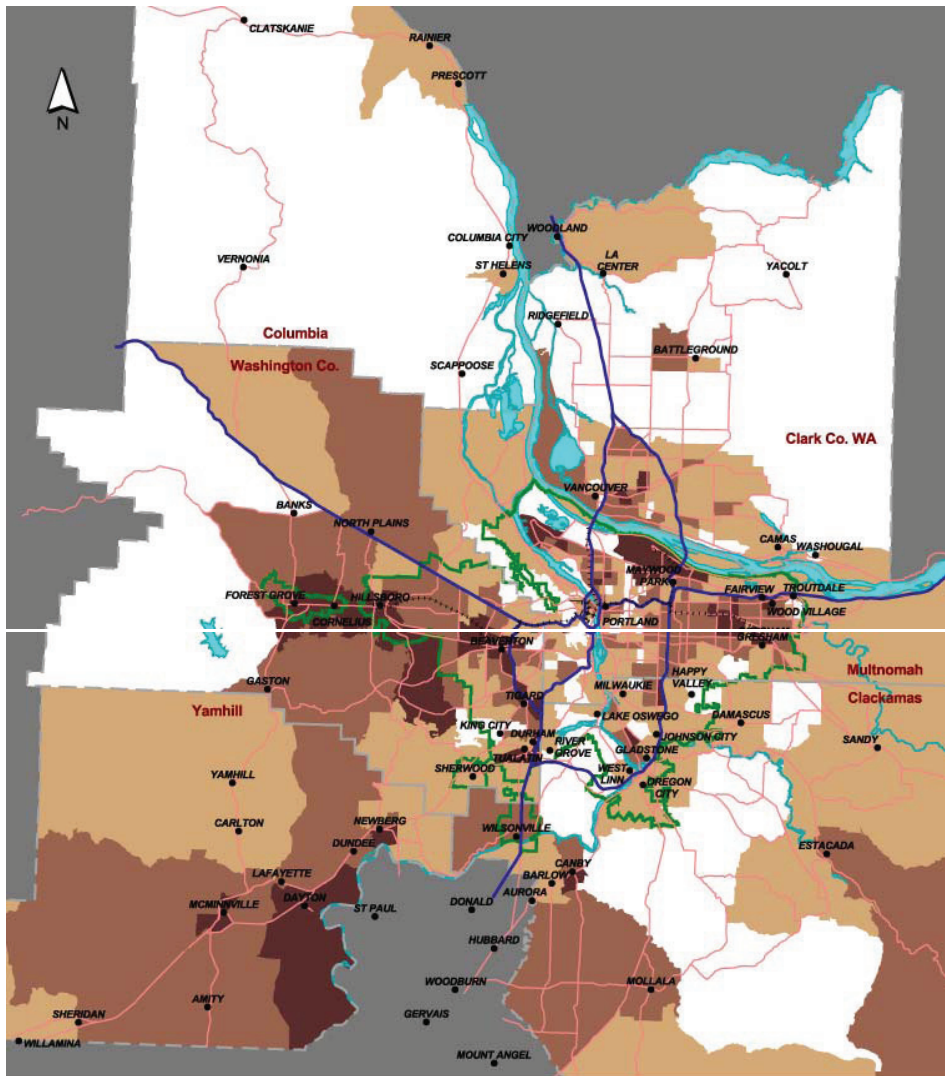 CLATSKANIE
RAINIER
PRESCOTT
N
WOODLAND
COLUMBIA CITY
LA
CENTER
VERNONIA
ST HELENS
YACOLT
RIDGEFIELD
Columbia
BATTLEGROUND
Washington Co.
SCAPPOOSE
Clark Co. WA
VANCOUVER
BANKS
NORTH PLAINS
CAMAS
WASHOUGAL
MAYWOOD
PARK
FAIRVIEW
TROUTDALE
FOREST GROVE
HILLSBORO
WOOD VILLAGE
CORNELIUS
PORTLAND
GRESHAM
BEAVERTON
HAPPY
VALLEY
Multnomah
GASTON
MILWAUKIE
Clackamas
TIGARD
Yamhill
LAKE OSWEGO
DAMASCUS
KING CITY
DURHAM
JOHNSON CITY
RIVER
GROVE
SANDY
TUALATIN
GLADSTONE
SHERWOOD
WEST
LINN
YAMHILL
OREGON
CITY
NEWBERG
CARLTON
WILSONVILLE
DUNDEE
ESTACADA
CANBY
LAFAYETTE
BARLOW
AURORA
MCMINNVILLE
DAYTON
ST PAUL
DONALD
HUBBARD
WOODBURN
MOLLALA
AMITY
SHERIDAN
GERVAIS
WILLAMINA
MOUNT ANGEL